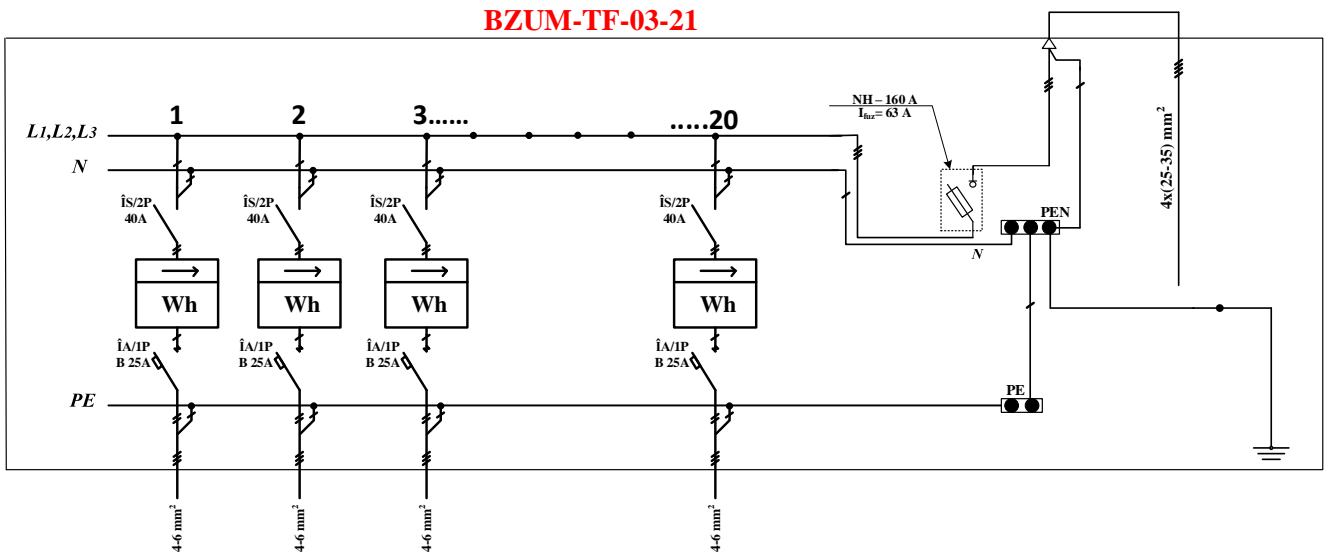 BZUM-TF-03-21
1
2
3......
.....20
L1,L2,L3
N
NH – 160 A
Ifuz= 63 A
4x(25-35) mm²
ÎS/2P
40A
ÎS/2P
40A
ÎS/2P
40A
ÎS/2P
40A
PEN
N
Wh
Wh
Wh
Wh
ÎA/1P
B 25A
ÎA/1P
B 25A
ÎA/1P
B 25A
ÎA/1P
B 25A
PE
PE
4-6 mm²
4-6 mm²
4-6 mm²
4-6 mm²